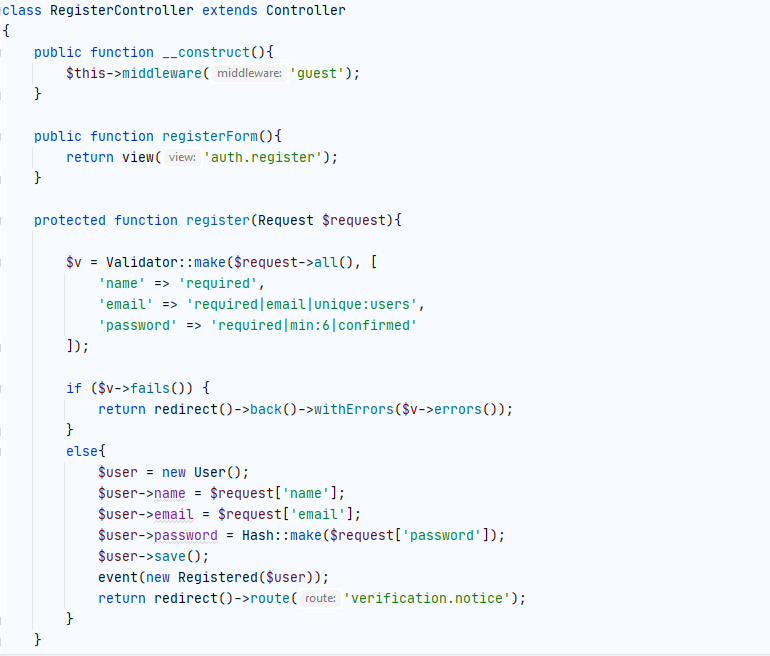 class RegisterController extends Controller
{
    public function __construct(){
        $this->middleware( middleware: 'guest');
    }

    public function registerForm(){
        return view( view: 'auth.register');
    }

    protected function register(Request $request){

        $v = Validator::make($request->all(), [
            'name' => 'required',
            'email' => 'required|email|unique:users',
            'password' => 'required|min:6|confirmed'
        ]);

        if ($v->fails()) {
            return redirect()->back()->withErrors($v->errors());
        }
        else{
            $user = new User();
            $user->name = $request['name'];
            $user->email = $request['email'];
            $user->password = Hash::make($request['password']);
            $user->save();
            event(new Registered($user));
            return redirect()->route( route: 'verification.notice');
        }
    }